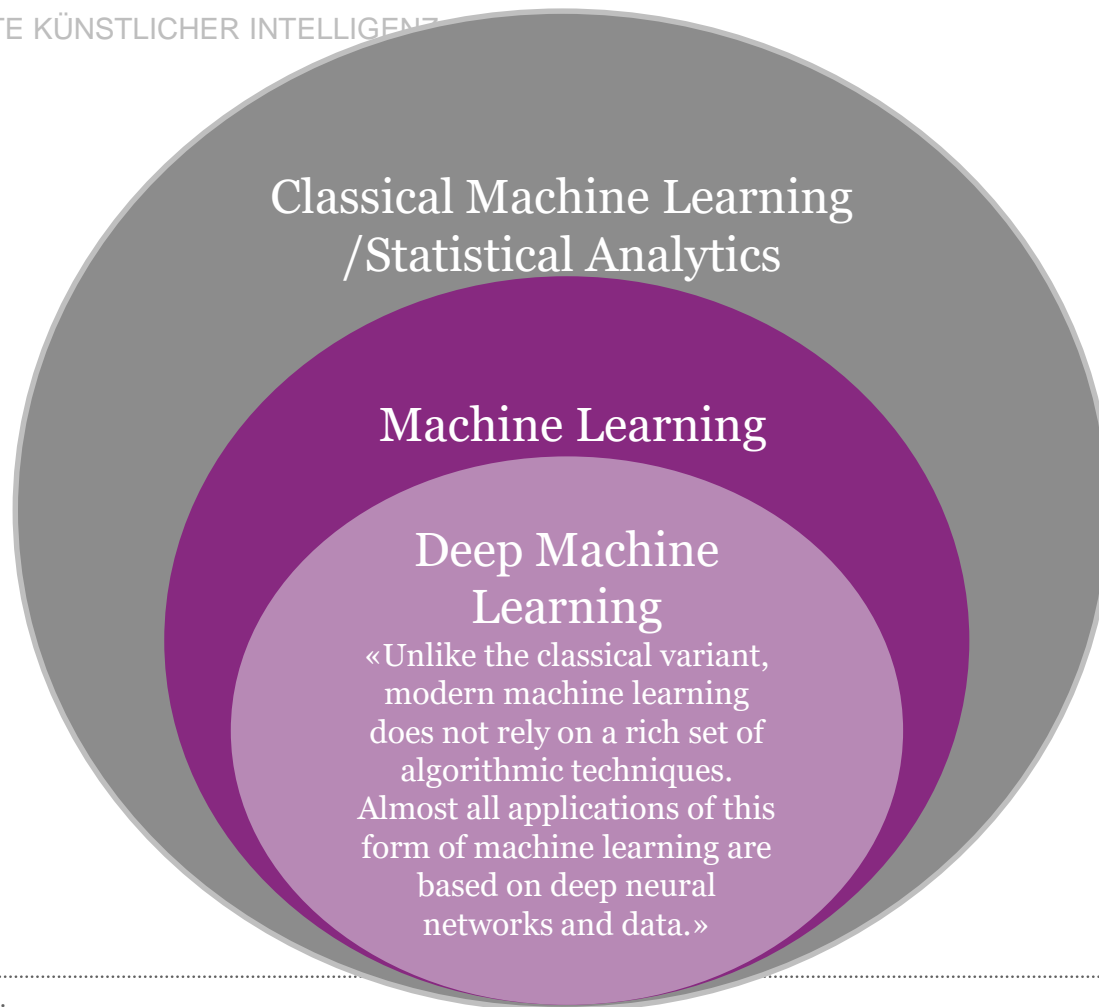 TE KÜNSTLICHER INTELLIGENZ
Classical Machine Learning
/Statistical Analytics
Machine Learning
Deep Machine
Learning
«Unlike the classical variant,
modern machine learning
does not rely on a rich set of
algorithmic techniques.
Almost all applications of this
form of machine learning are
based on deep neural
networks and data.»